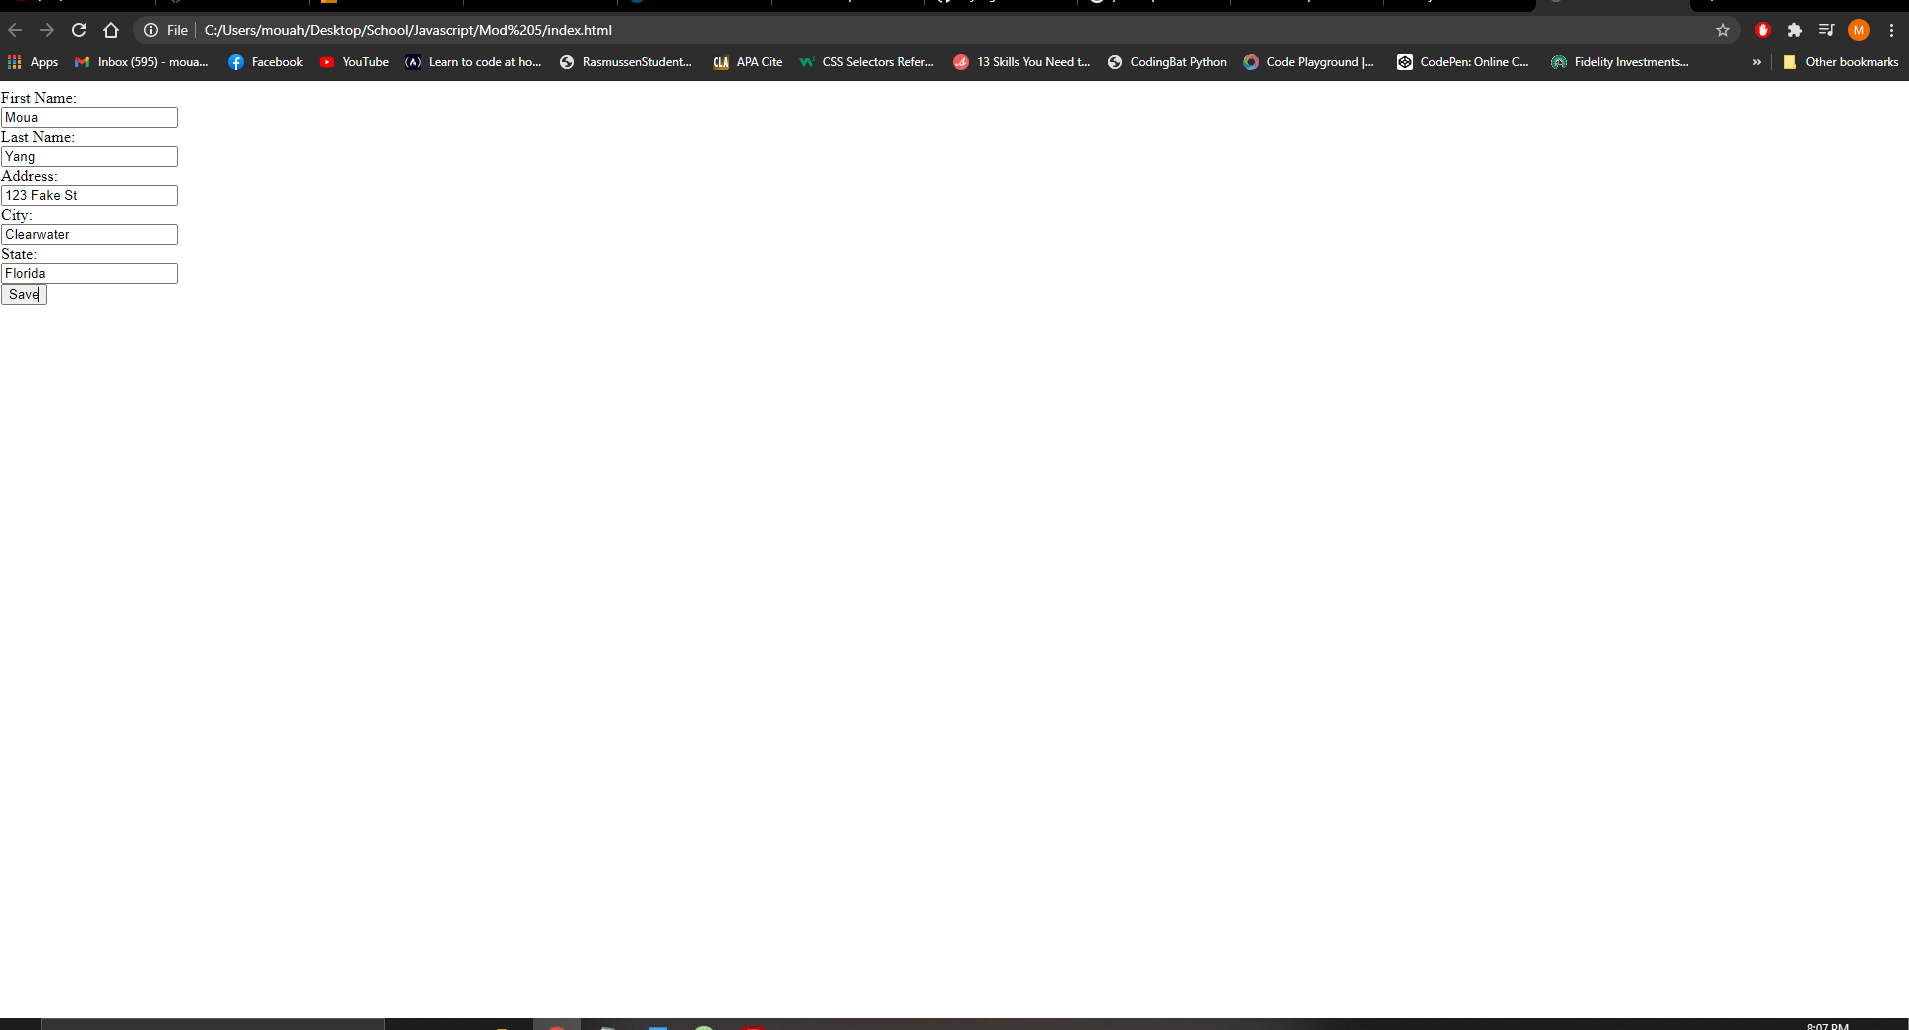 File C:/Users/mouah/Desktop/School/Javascript/Mod%205/index.html M
Apps Inbox (595) - moua... Facebook YouTube Learn to code at ho... RasmussenStudent... CLA APA Cite CSS Selectors Refer... 13 Skills You Need t... CodingBat Python Code Playground |... CodePen: Online C... Fidelity Investments... » Other bookmarks
First Name:
Moua
Last Name:
Yang
Address:
123 Fake St
City:
Clearwater
State:
Florida
Save
8:07 PM